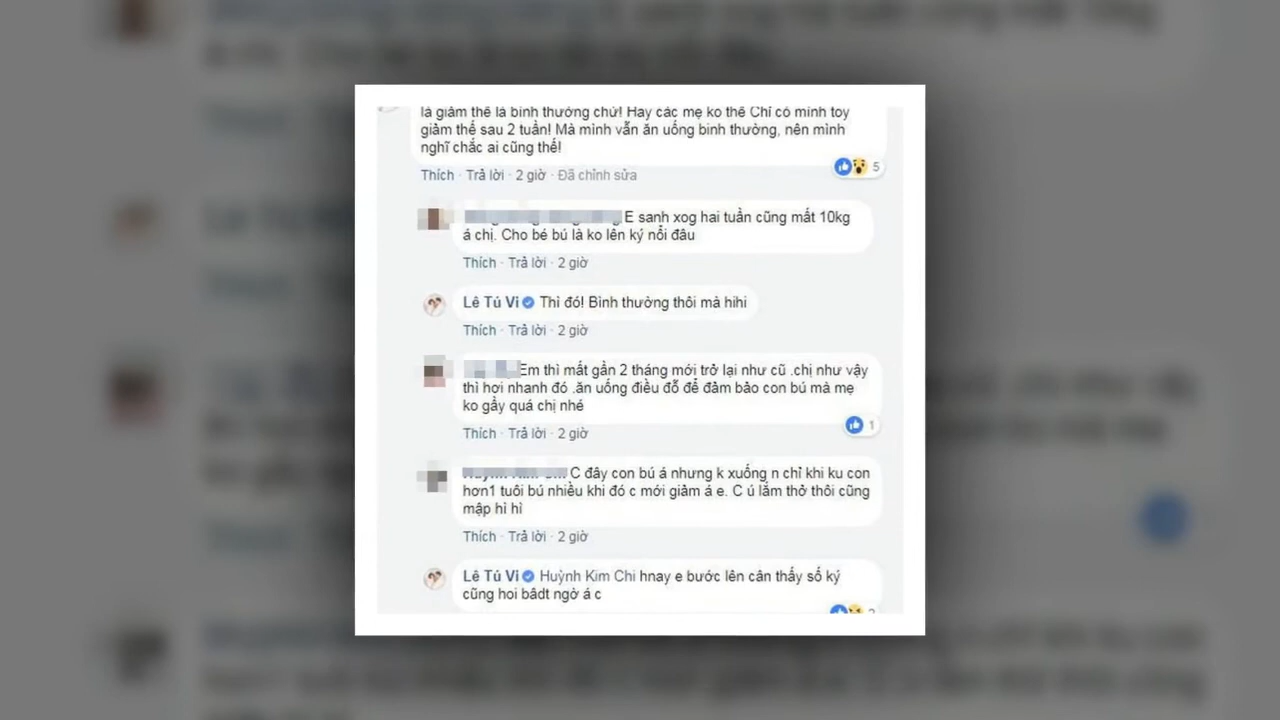 là giảm thế là bình thường chứ! Hay các mẹ ko thế Chỉ có mình toy
giảm thế sau 2 tuần! Mà mình vẫn ăn uống bình thường, nên mình
nghĩ chắc ai cũng thế!
Thích · Trả lời · 2 giờ · Đã chỉnh sửa
5
E sanh xog hai tuần cũng mất 10kg
á chị. Cho bé bú là ko lên ký nổi đâu
Thích · Trả lời · 2 giờ
Lê Tú Vi Thì đó! Bình thường thôi mà hihi
Thích · Trả lời · 2 giờ
Em thì mất gần 2 tháng mới trở lại như cũ .chị như vậy
thì hơi nhanh đó .ăn uống điều đỗ để đảm bảo con bú mà mẹ
ko gầy quá chị nhé
1
Thích · Trả lời · 2 giờ
C đây con bú á nhưng k xuống n chỉ khi ku con
hơn1 tuôi bú nhiều khi đó c mới giảm á e. C ú lắm thở thôi cũng
mập hì hì
Thích · Trả lời · 2 giờ
Lê Tú Vi Huỳnh Kim Chi hnay e bước lên cân thấy số ký
cũng hoi bâdt ngờ á c